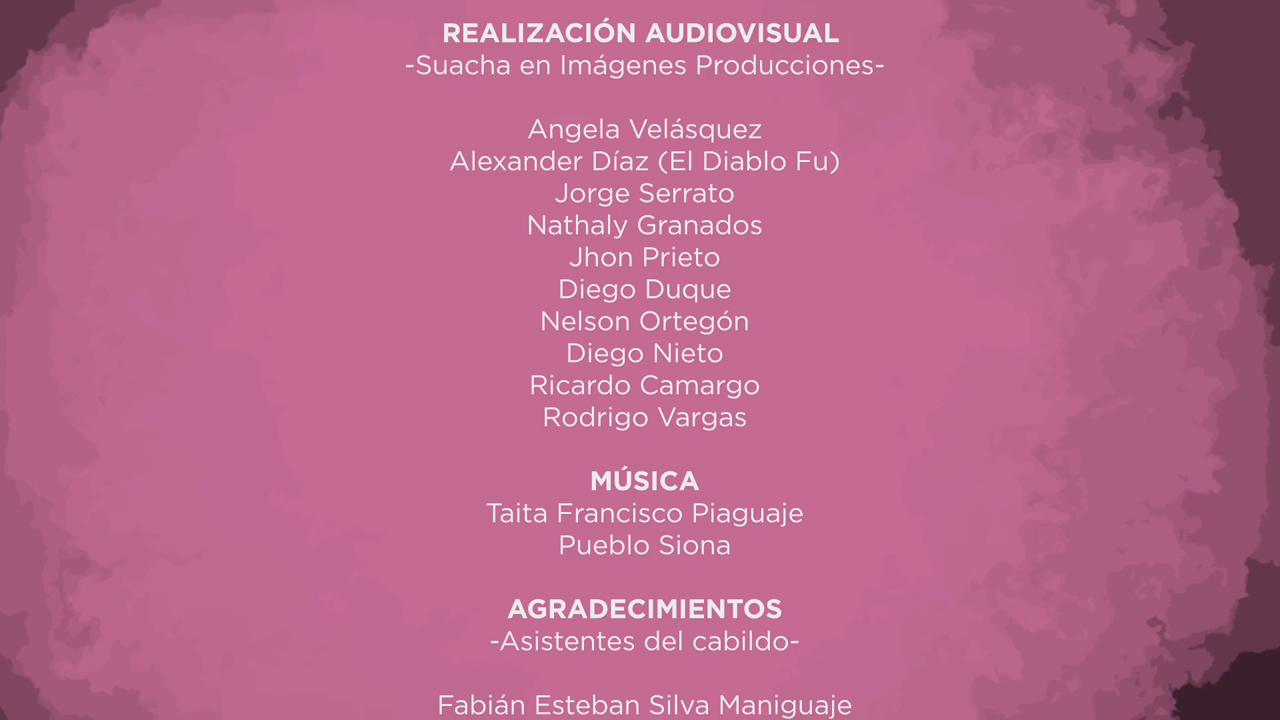 REALIZACIÓN AUDIOVISUAL
-Suacha en Imágenes Producciones-
Angela Velásquez
Alexander Díaz (El Diablo Fu)
Jorge Serrato
Nathaly Granados
Jhon Prieto
Diego Duque
Nelson Ortegón
Diego Nieto
Ricardo Camargo
Rodrigo Vargas
MÚSICA
Taita Francisco Piaguaje
Pueblo Siona
AGRADECIMIENTOS
-Asistentes del cabildo-
Fabián Esteban Silva Maniguaje